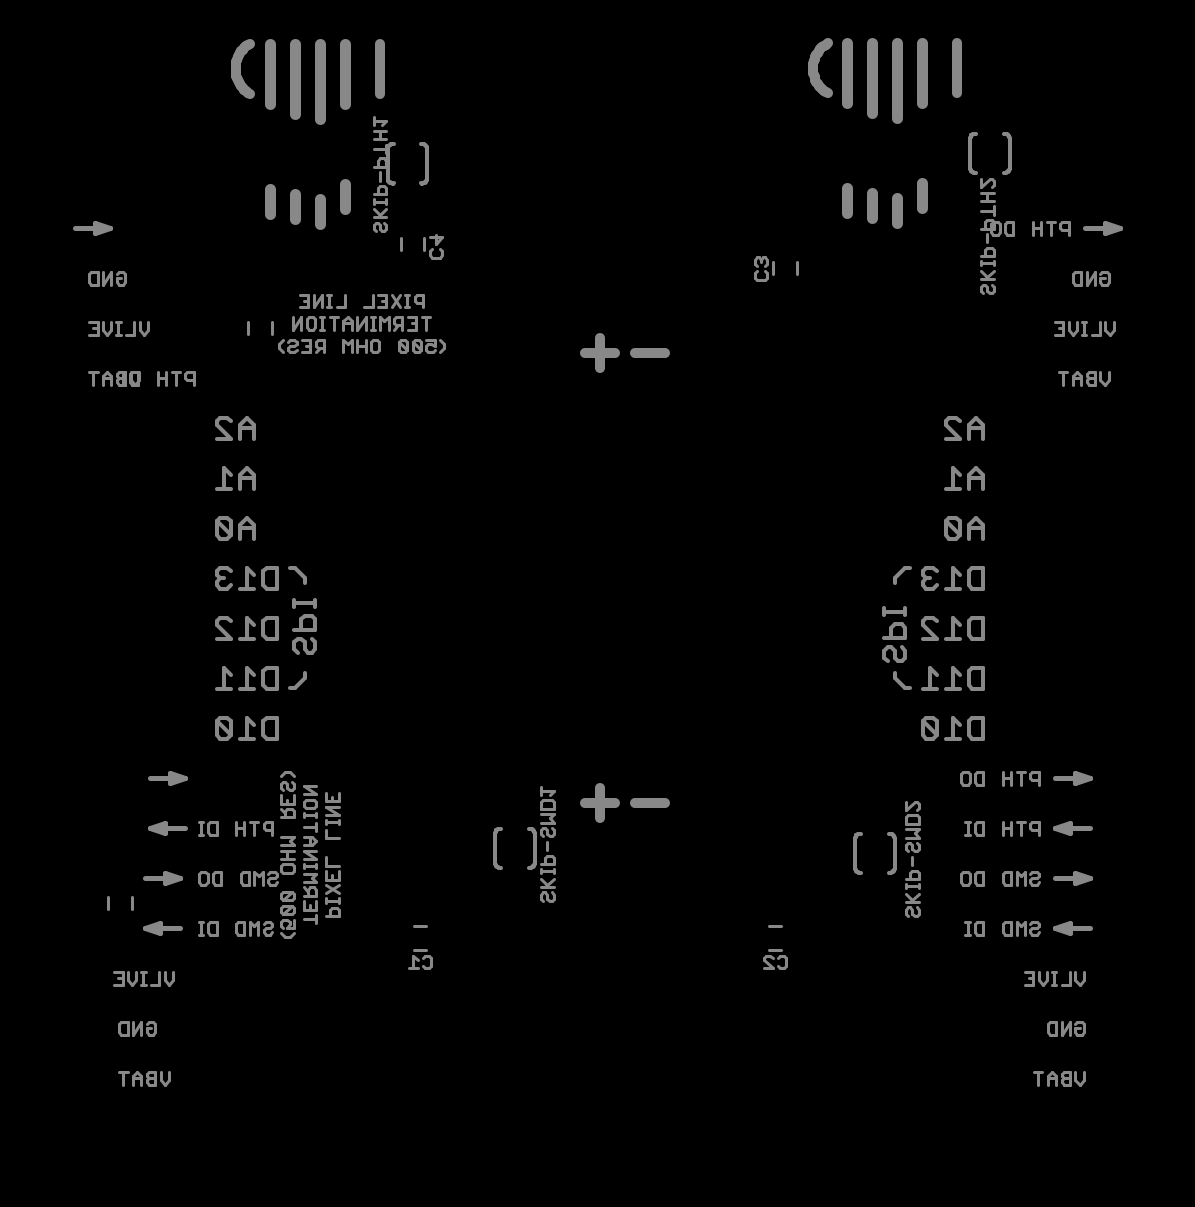 SKIP-PTH1
SKIP-PTH2
PTH DO
C4
C3
GND
GND
PIXEL LINE
TERMINATION
(500 OHM RES)
VLIVE
VLIVE
PTH
VBAT
VBAT
A2
A2
A1
A1
A0
A0
D13
D13
(SPI)
(SPI)
D12
D12
D11
D11
D10
D10
PTH DO
PTH DI
PTH DI
SMD DO
SMD DO
SMD DI
SMD DI
PIXEL LINE
TERMINATION
(500 OHM RES)
SKIP-SMD1
SKIP-SMD2
C1
C2
VLIVE
VLIVE
GND
GND
VBAT
VBAT